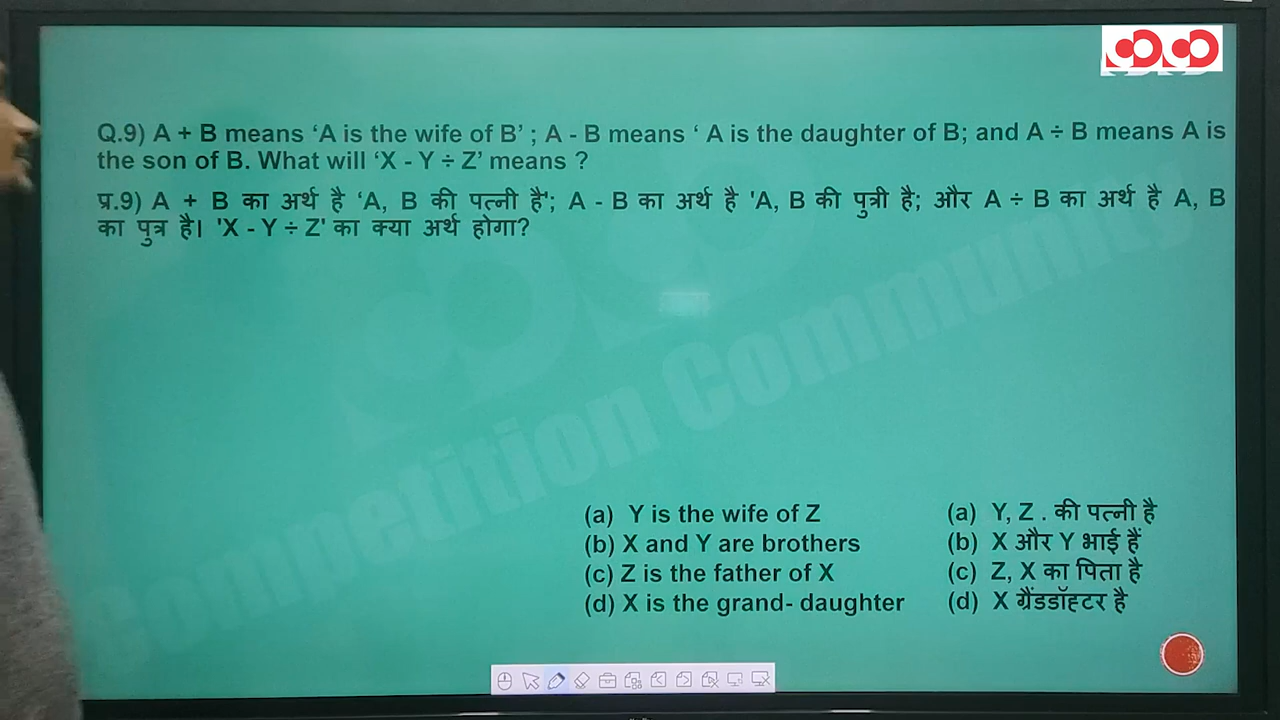 Q.9) A + B means ‘A is the wife of B’ ; A - B means ‘ A is the daughter of B; and A ÷ B means A is
the son of B. What will ‘X - Y ÷ Z’ means ?
प्र.9) A + B का अर्थ है ‘A, B की पत्नी है'; A - B का अर्थ है 'A, B की पुत्री है; और A ÷ B का अर्थ है A, B
का पुत्र है। 'X - Y ÷ Z' का क्या अर्थ होगा?
Competition Community
(a) Y is the wife of Z
(b) X and Y are brothers
(c) Z is the father of X
(d) X is the grand- daughter
(a) Y, Z . की पत्नी है
(b) X और Y भाई हैं
(c) Z, X का पिता है
(d) X ग्रैंडडॉह्टर है